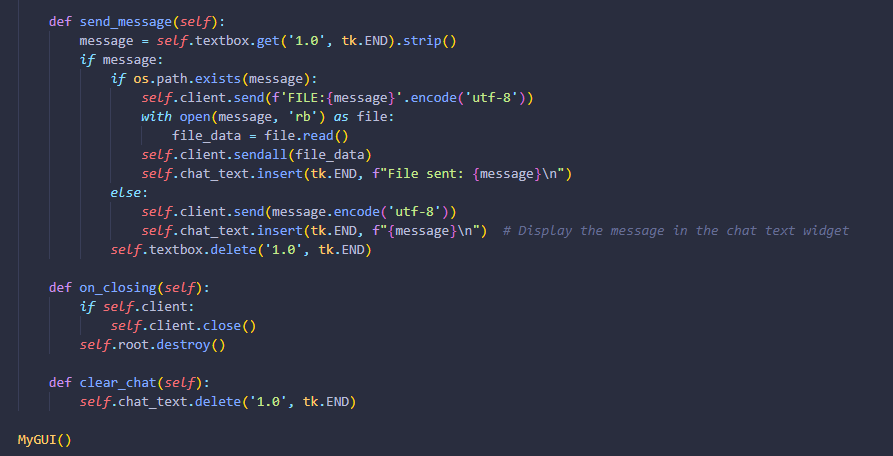 def send_message(self):
message = self.textbox.get('1.0', tk.END).strip()
if message:
if os.path.exists(message):
self.client.send(f'FILE:{message}'.encode('utf-8'))
with open(message, 'rb') as file:
file_data = file.read()
self.client.sendall(file_data)
self.chat_text.insert(tk.END, f"File sent: {message}\n")
else:
self.client.send(message.encode('utf-8'))
self.chat_text.insert(tk.END, f"{message}\n")  # Display the message in the chat text widget
self.textbox.delete('1.0', tk.END)
def on_closing(self):
if self.client:
self.client.close()
self.root.destroy()
def clear_chat(self):
self.chat_text.delete('1.0', tk.END)
MyGUI()